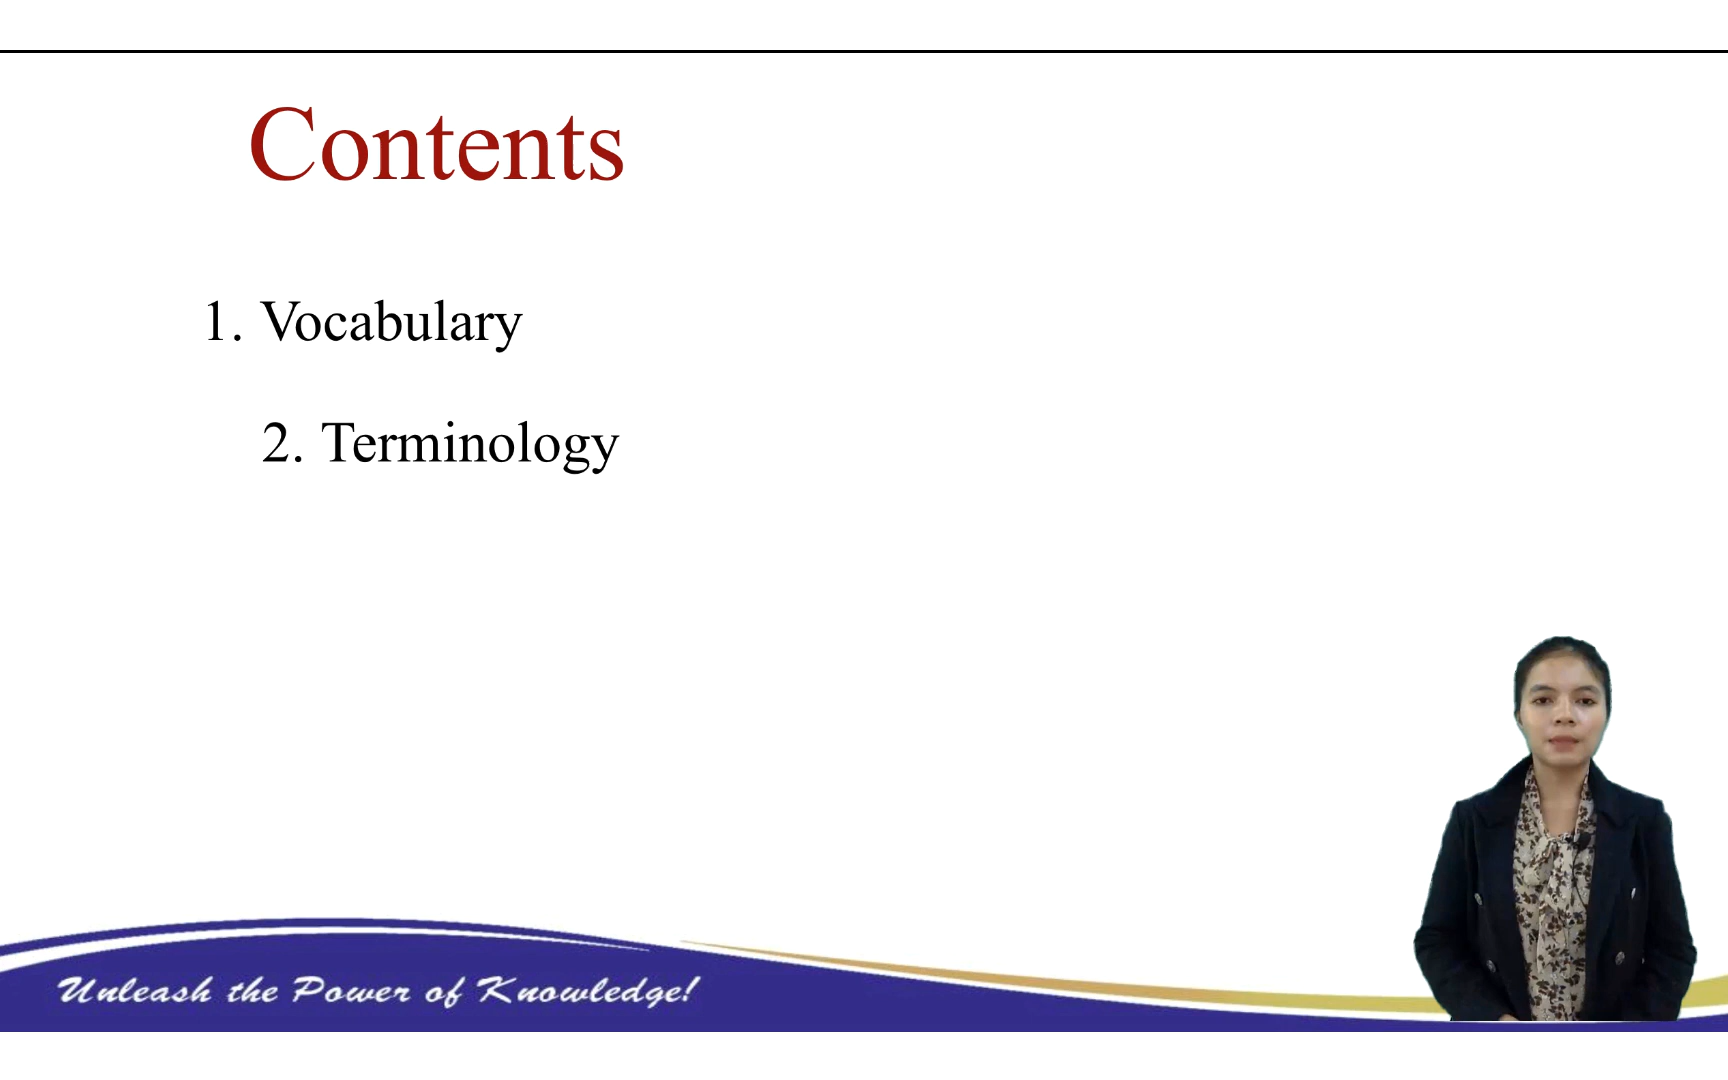 Contents
1. Vocabulary
2. Terminology
Unleash the Power of Knowledge!